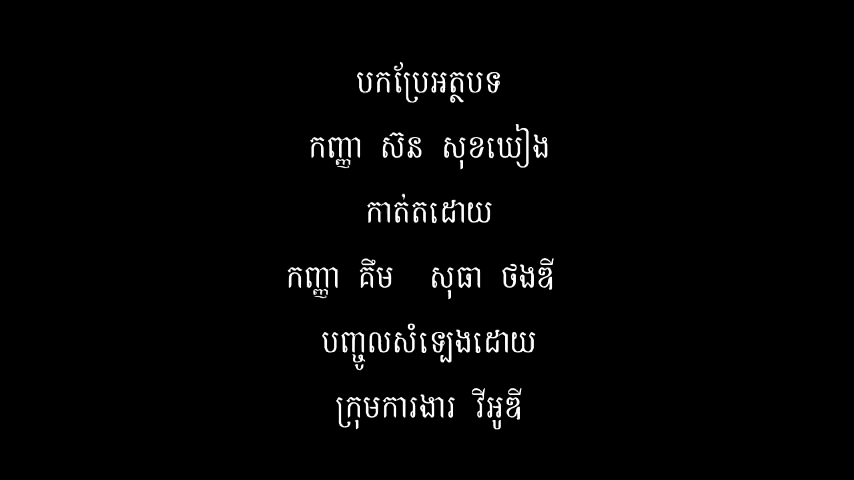 បកប្រែអត្ថបទ
កញ្ញា ស៊ន សុខឃៀង
កាត់តដោយ
កញ្ញា គឹម សុធា ថងឌី
បញ្ចូលសំឡេងដោយ
ក្រុមការងារ វីអូឌី